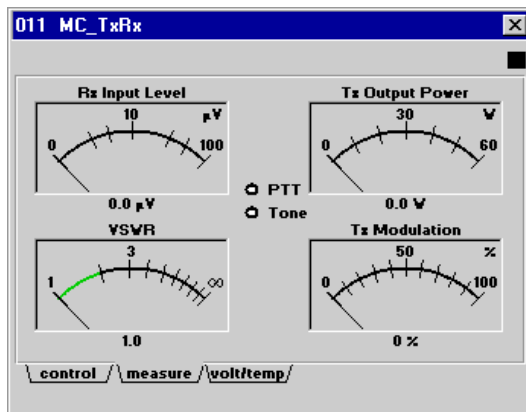 011 MC_TxRx
Rx Input Level
0 10 100 µV
0.0 µV
Tx Output Power
0 30 60 W
0.0 W
PTT
Tone
VSWR
1 3 ∞
1.0
Tx Modulation
0 50 100 %
0 %
control measure volt/temp